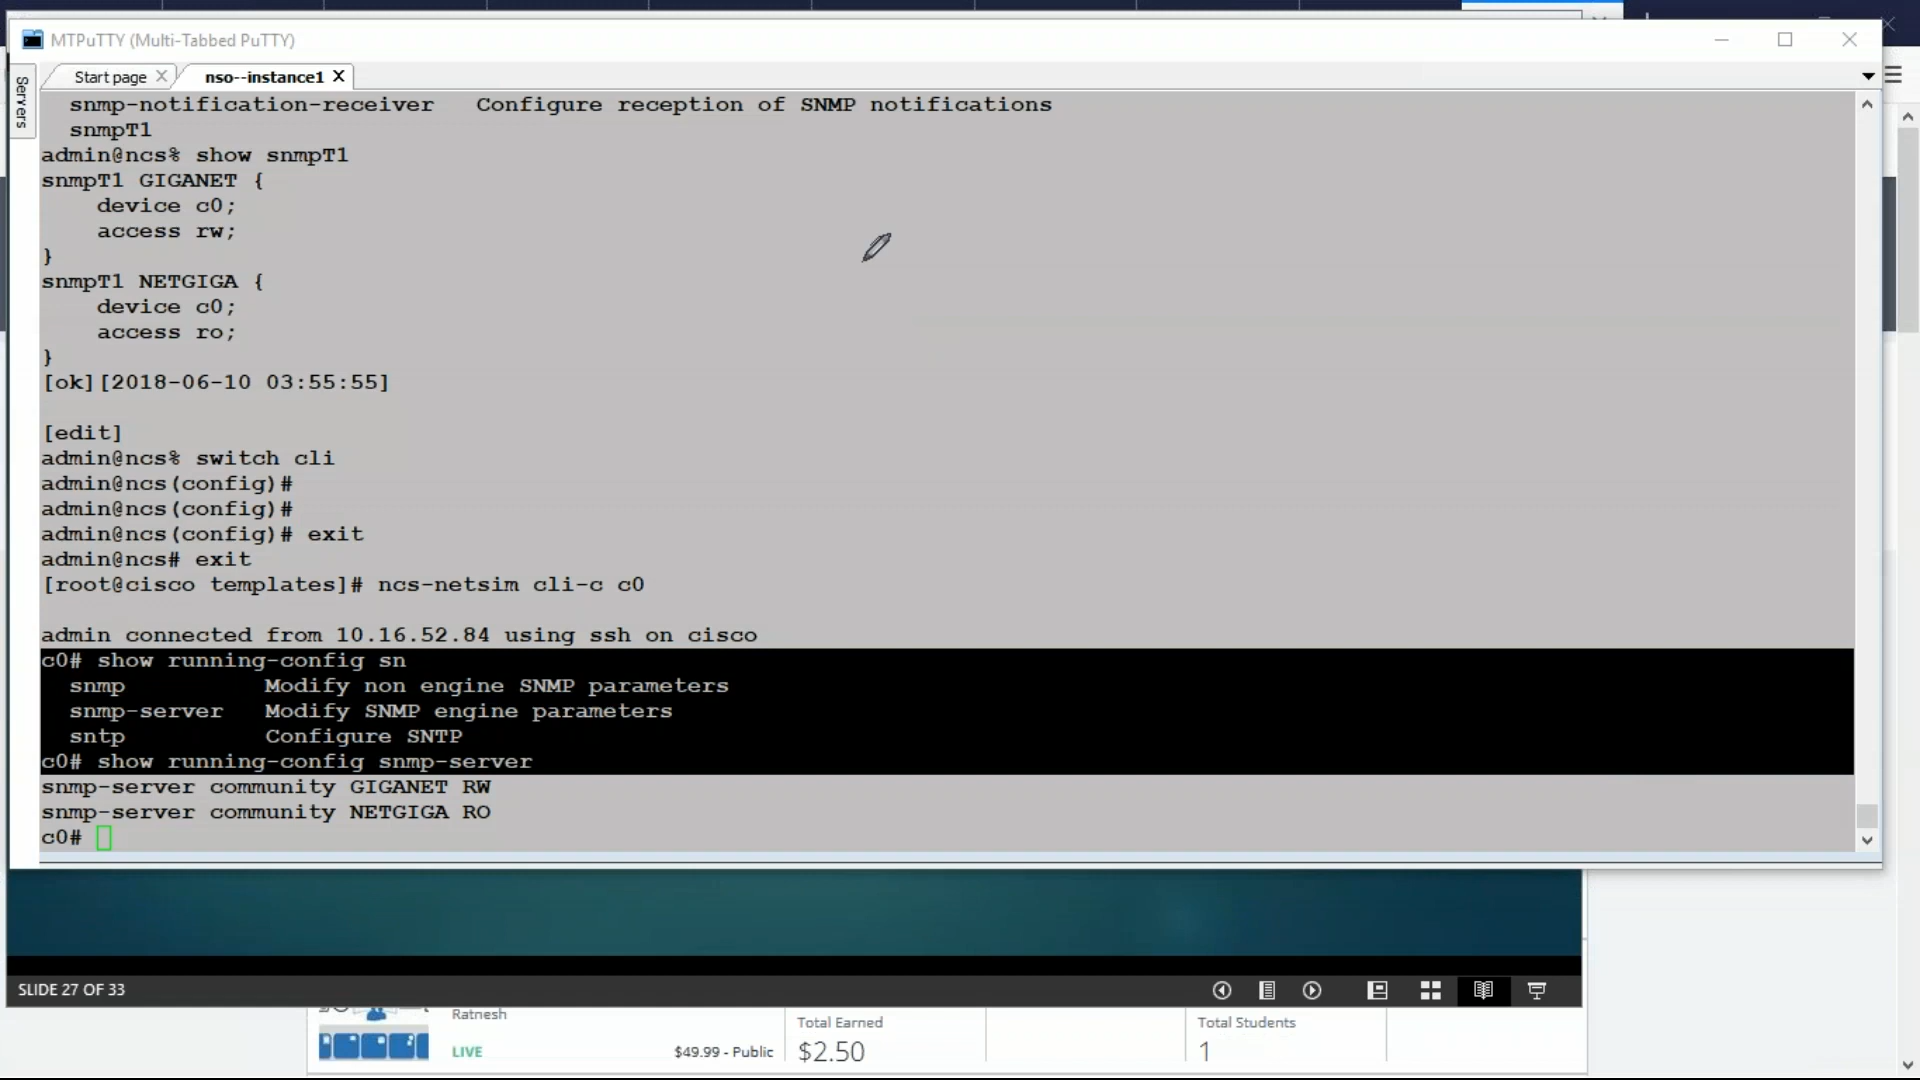 MTPuTTY (Multi-Tabbed PuTTY)
Servers
Start page
nso--instance1
snmp-notification-receiver   Configure reception of SNMP notifications
snmpT1
admin@ncs% show snmpT1
snmpT1 GIGANET {
device c0;
access rw;
}
snmpT1 NETGIGA {
device c0;
access ro;
}
[ok][2018-06-10 03:55:55]
[edit]
admin@ncs% switch cli
admin@ncs(config)#
admin@ncs(config)#
admin@ncs(config)# exit
admin@ncs# exit
[root@cisco templates]# ncs-netsim cli-c c0
admin connected from 10.16.52.84 using ssh on cisco
c0# show running-config sn
snmp          Modify non engine SNMP parameters
snmp-server   Modify SNMP engine parameters
sntp          Configure SNTP
c0# show running-config snmp-server
snmp-server community GIGANET RW
snmp-server community NETGIGA RO
c0#
SLIDE 27 OF 33
Ratnesh
LIVE
$49.99 - Public
Total Earned
$2.50
Total Students
1